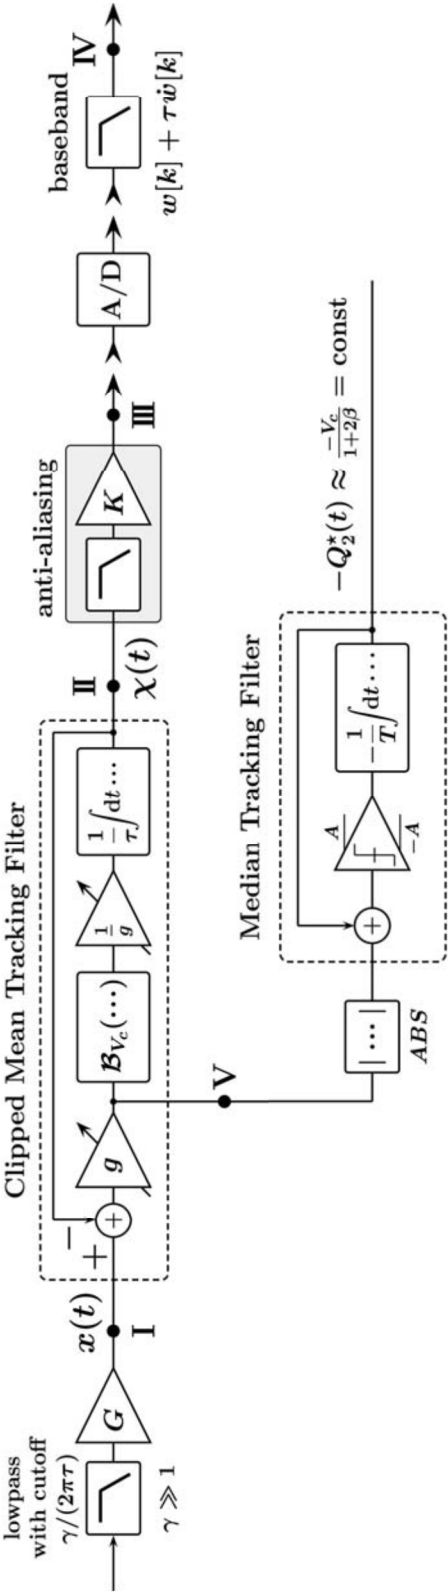 lowpass
with cutoff
γ/(2πτ)
γ ≫ 1
G
x(t)
I
Clipped Mean Tracking Filter
+
−
+
g
𝓑_{V_c}(⋯)
1/g
1/τ ∫dt⋯
II
χ(t)
anti-aliasing
K
III
A/D
baseband
w[k] + τẇ[k]
IV
V
|⋯|
ABS
Median Tracking Filter
+
A
−A
−1/T ∫dt⋯
−Q₂*(t) ≈ −V_c/(1+2β) = const